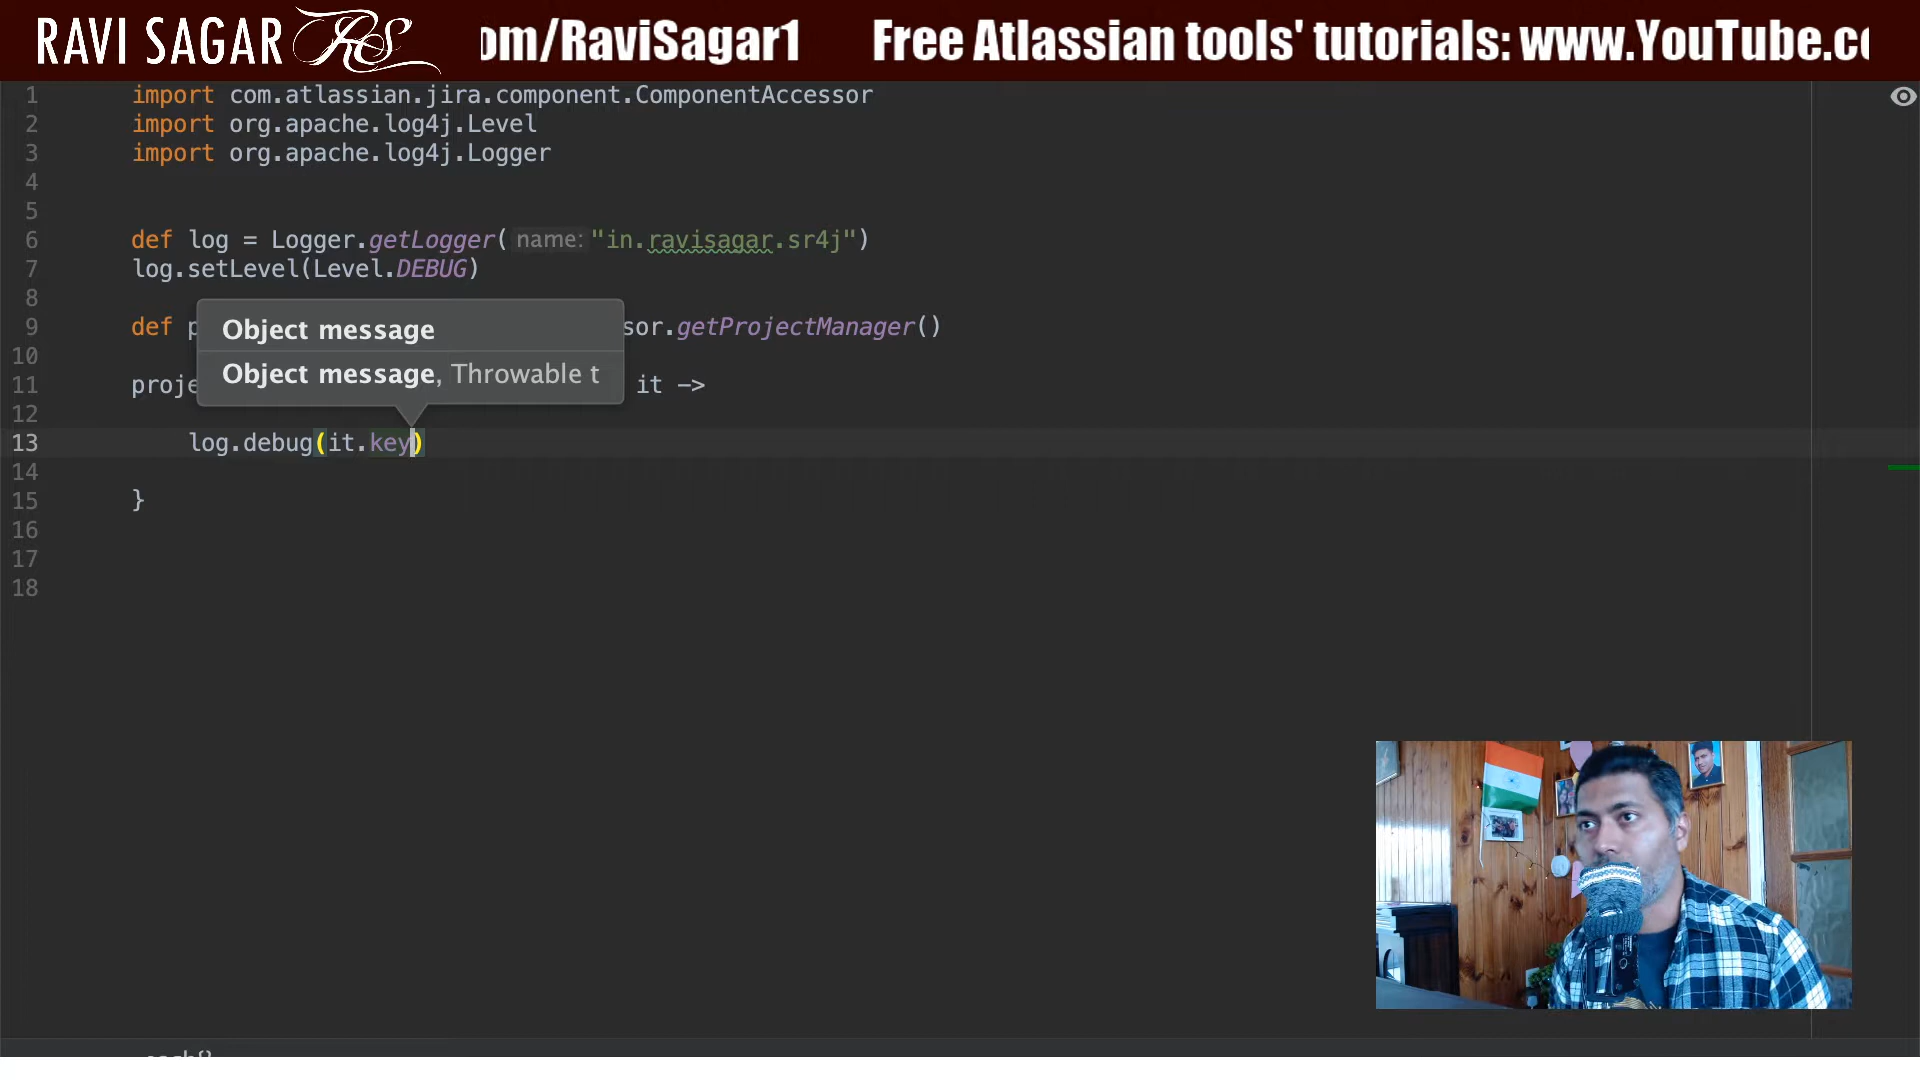 RAVI SAGAR RS om/RaviSagar1 Free Atlassian tools' tutorials: www.YouTube.co
1 import com.atlassian.jira.component.ComponentAccessor
2 import org.apache.log4j.Level
3 import org.apache.log4j.Logger
4
5
6 def log = Logger.getLogger( name: "in.ravisagar.sr4j")
7 log.setLevel(Level.DEBUG)
8
Object message
9 def p sor.getProjectManager()
10
Object message, Throwable t
11 proje it ->
12
13 log.debug(it.key)
14
15 }
16
17
18